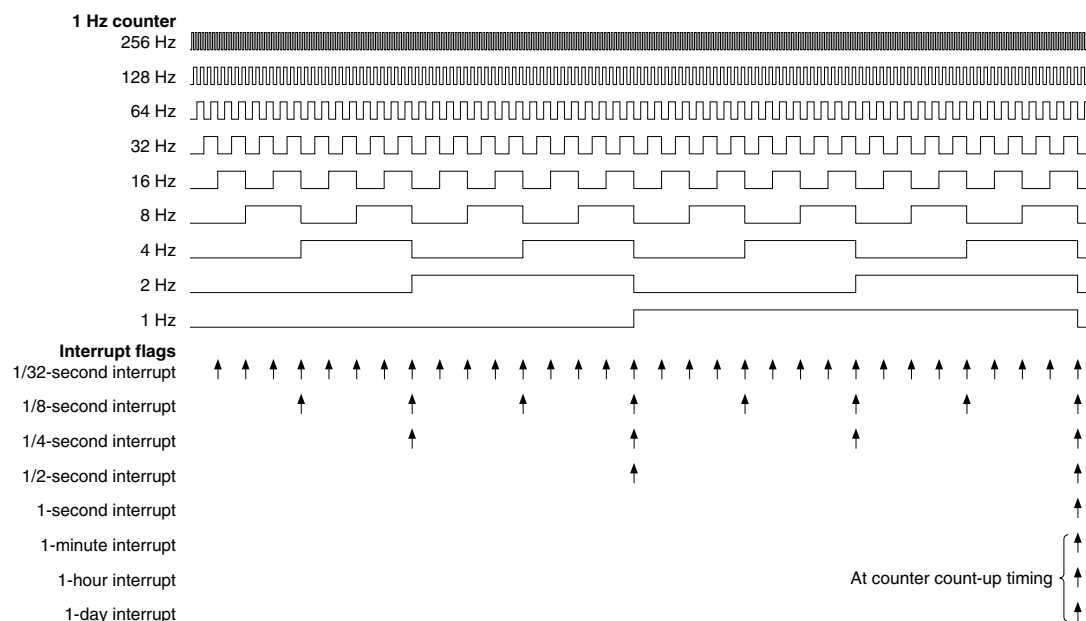 1 Hz counter
256 Hz
128 Hz
64 Hz
32 Hz
16 Hz
8 Hz
4 Hz
2 Hz
1 Hz
Interrupt flags
1/32-second interrupt
1/8-second interrupt
1/4-second interrupt
1/2-second interrupt
1-second interrupt
1-minute interrupt
1-hour interrupt
At counter count-up timing
1-day interrupt